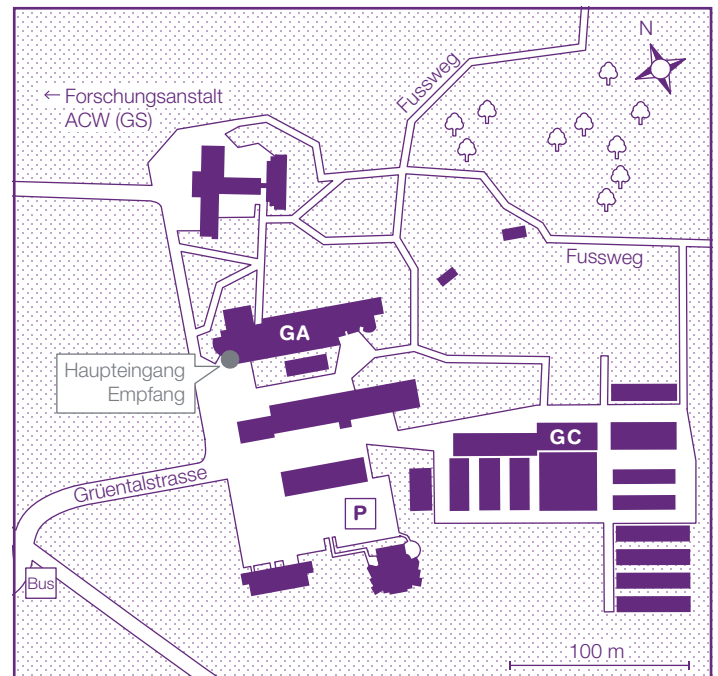 N
← Forschungsanstalt
ACW (GS)
Fussweg
Fussweg
GA
Haupteingang
Empfang
GC
Grüentalstrasse
P
Bus
100 m